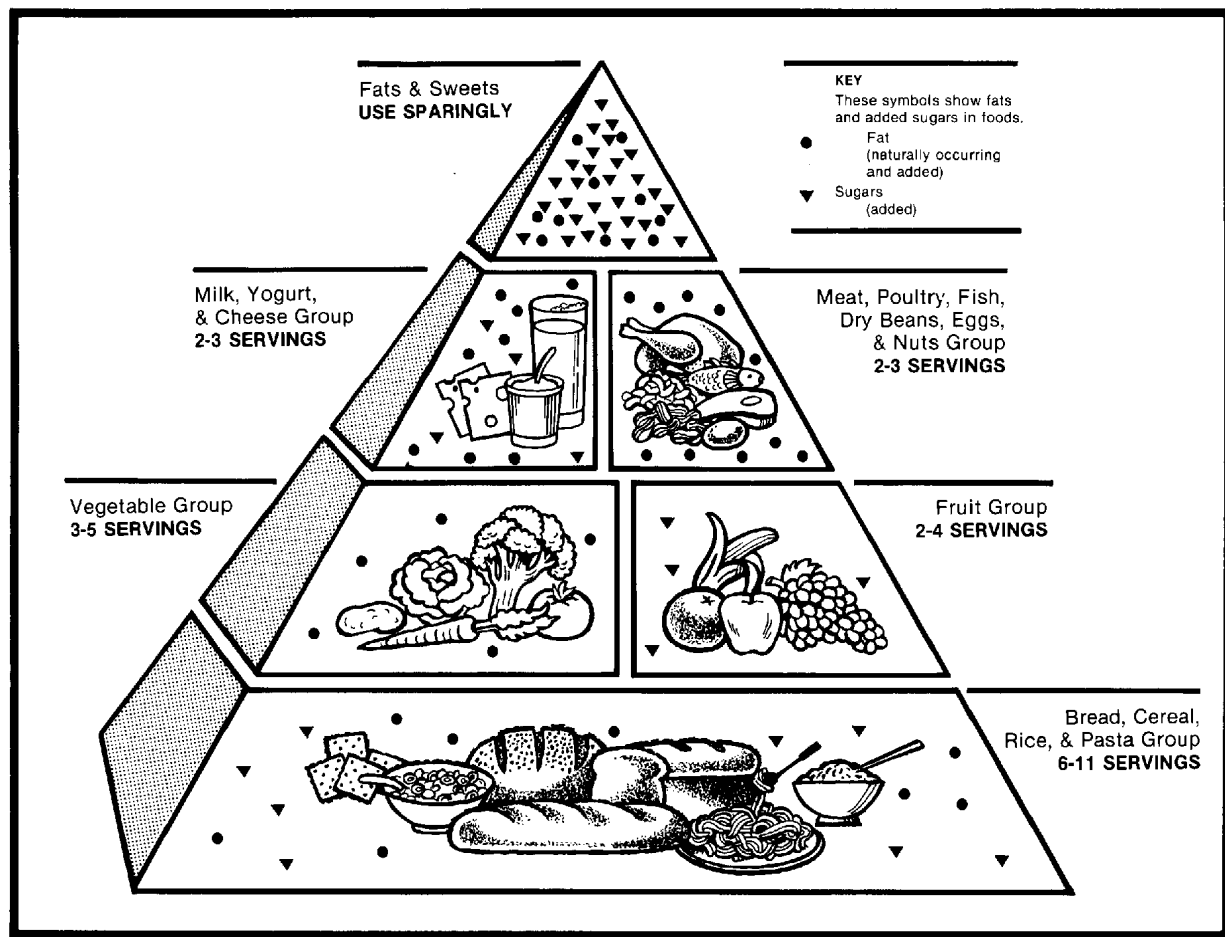 Fats & Sweets
USE SPARINGLY
KEY
These symbols show fats
and added sugars in foods.
Fat
(naturally occurring
and added)
Sugars
(added)
Milk, Yogurt,
& Cheese Group
2-3 SERVINGS
Meat, Poultry, Fish,
Dry Beans, Eggs,
& Nuts Group
2-3 SERVINGS
Vegetable Group
3-5 SERVINGS
Fruit Group
2-4 SERVINGS
Bread, Cereal,
Rice, & Pasta Group
6-11 SERVINGS